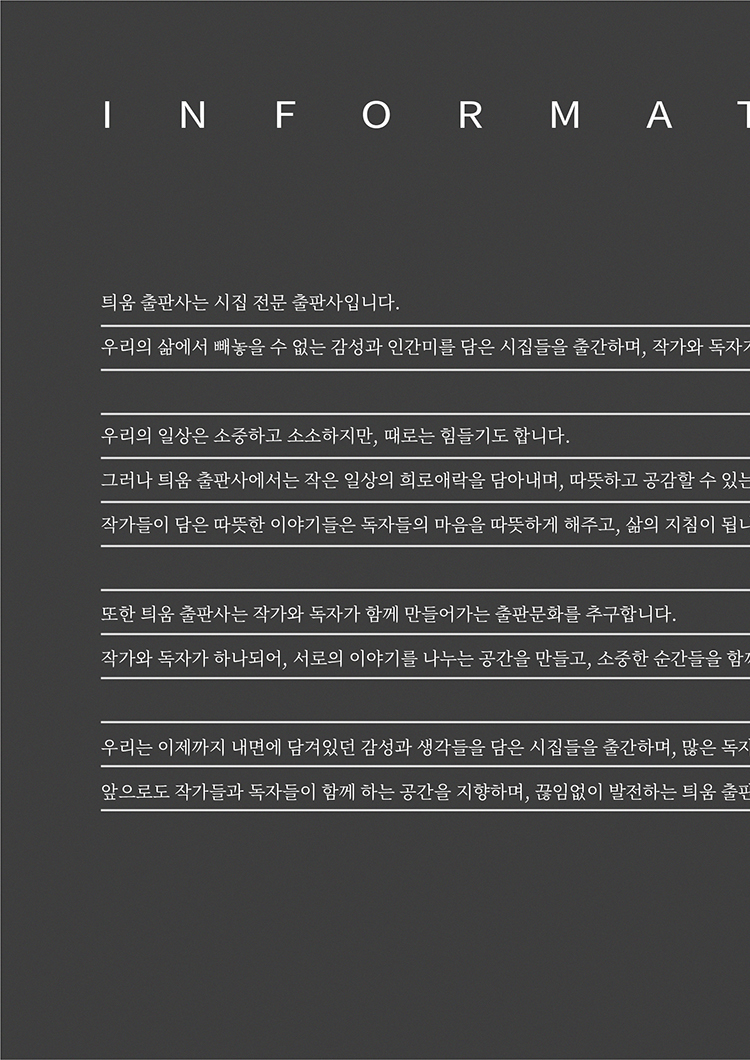 INFORMAT
틔움 출판사는 시집 전문 출판사입니다.
우리의 삶에서 빼놓을 수 없는 감성과 인간미를 담은 시집들을 출간하며, 작가와 독자가
우리의 일상은 소중하고 소소하지만, 때로는 힘들기도 합니다.
그러나 틔움 출판사에서는 작은 일상의 희로애락을 담아내며, 따뜻하고 공감할 수 있는
작가들이 담은 따뜻한 이야기들은 독자들의 마음을 따뜻하게 해주고, 삶의 지침이 됩니
또한 틔움 출판사는 작가와 독자가 함께 만들어가는 출판문화를 추구합니다.
작가와 독자가 하나되어, 서로의 이야기를 나누는 공간을 만들고, 소중한 순간들을 함께
우리는 이제까지 내면에 담겨있던 감성과 생각들을 담은 시집들을 출간하며, 많은 독자
앞으로도 작가들과 독자들이 함께 하는 공간을 지향하며, 끊임없이 발전하는 틔움 출판